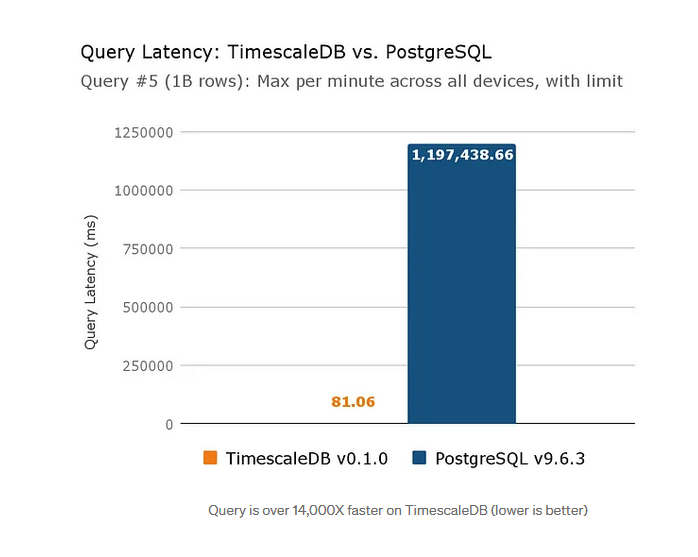 Query Latency: TimescaleDB vs. PostgreSQL
Query #5 (1B rows): Max per minute across all devices, with limit
1250000
1,197,438.66
1000000
750000
Query Latency (ms)
500000
250000
81.06
0
TimescaleDB v0.1.0 PostgreSQL v9.6.3
Query is over 14,000X faster on TimescaleDB (lower is better)